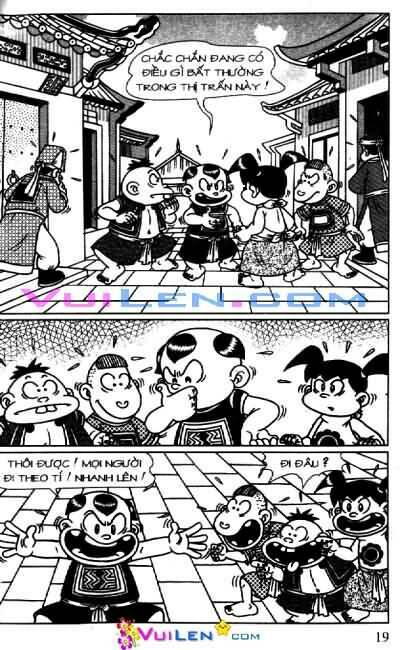 CHẮC CHẮN ĐANG CÓ
ĐIỀU GÌ BẤT THƯỜNG
TRONG THỊ TRẤN NÀY !
VUILEN.COM
THÔI ĐƯỢC ! MỌI NGƯỜI
ĐI THEO TÍ ! NHANH LÊN !
ĐI ĐÂU ?
VUILEN.COM
19